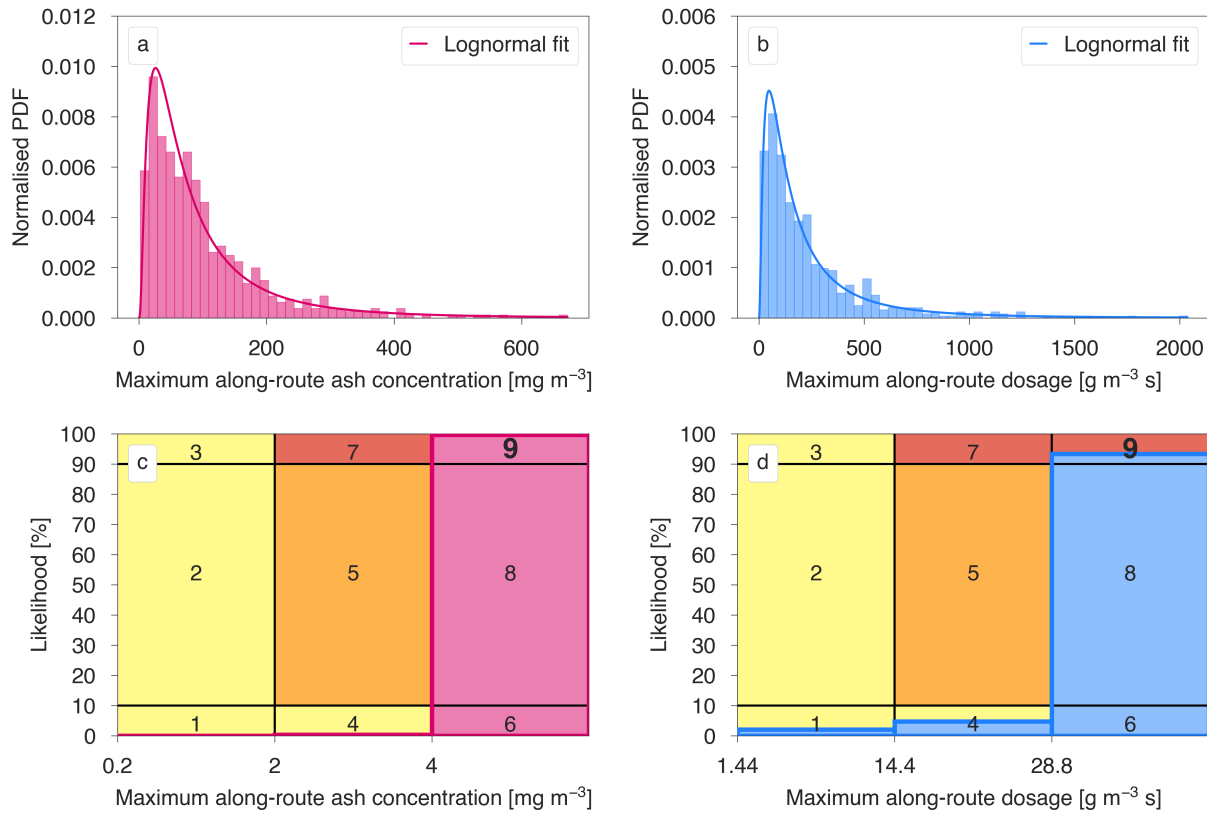 a
Lognormal fit
Normalised PDF
0.012
0.010
0.008
0.006
0.004
0.002
0.000
0 200 400 600
Maximum along-route ash concentration [mg m⁻³]
b
Lognormal fit
Normalised PDF
0.006
0.005
0.004
0.003
0.002
0.001
0.000
0 500 1000 1500 2000
Maximum along-route dosage [g m⁻³ s]
c
Likelihood [%]
100
90
80
70
60
50
40
30
20
10
0
3 7 9
2 5 8
1 4 6
0.2 2 4
Maximum along-route ash concentration [mg m⁻³]
d
Likelihood [%]
100
90
80
70
60
50
40
30
20
10
0
3 7 9
2 5 8
1 4 6
1.44 14.4 28.8
Maximum along-route dosage [g m⁻³ s]